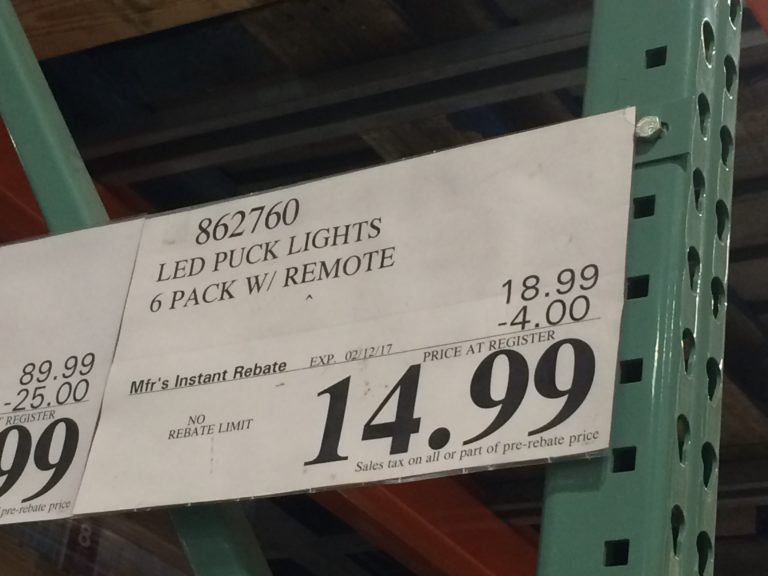 862760
LED PUCK LIGHTS
6 PACK W/ REMOTE
18.99
-4.00
Mfr's Instant Rebate EXP. 02/12/17 PRICE AT REGISTER
NO
REBATE LIMIT
14.99
Sales tax on all or part of pre-rebate price
89.99
-25.00
REGISTER
99
pre-rebate price
8